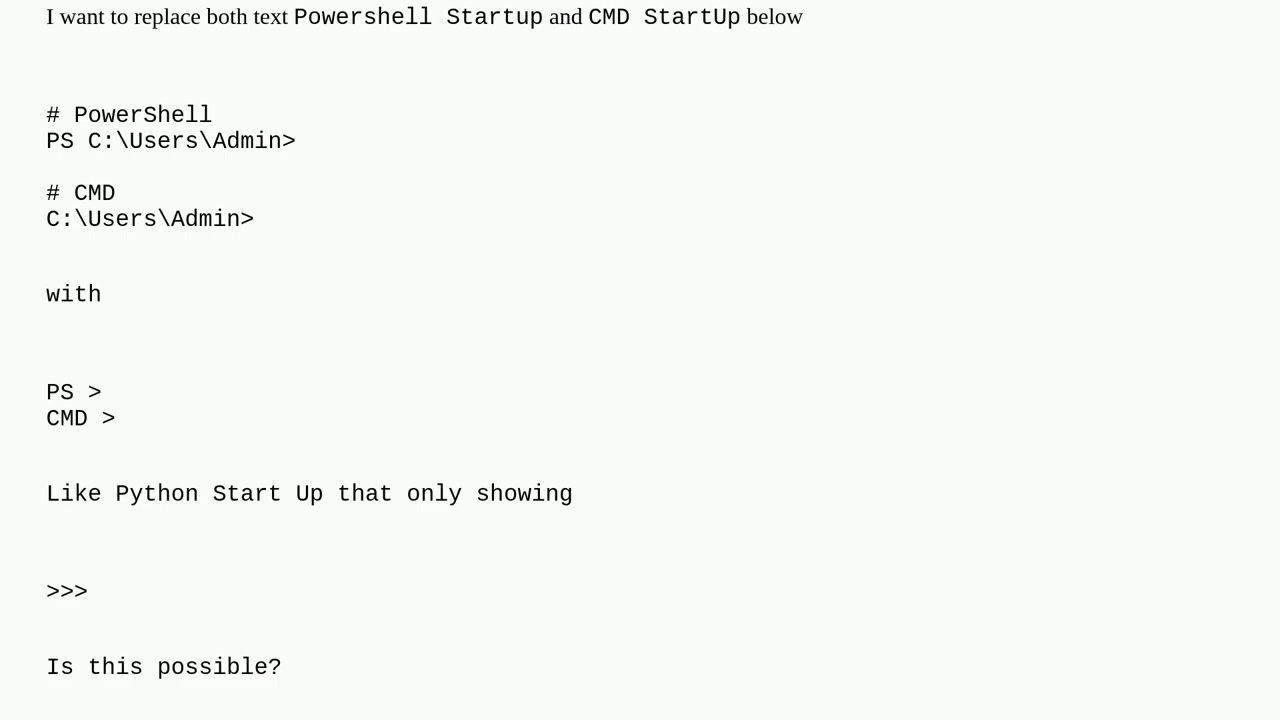 I want to replace both text Powershell Startup and CMD StartUp below
# PowerShell
PS C:\Users\Admin>
# CMD
C:\Users\Admin>
with
PS >
CMD >
Like Python Start Up that only showing
>>>
Is this possible?